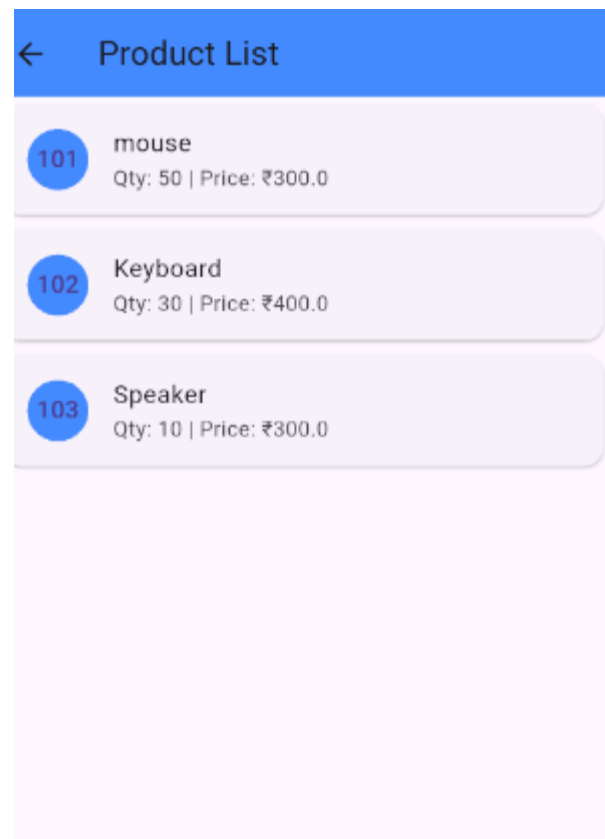 Product List
101
mouse
Qty: 50 | Price: ₹300.0
102
Keyboard
Qty: 30 | Price: ₹400.0
103
Speaker
Qty: 10 | Price: ₹300.0